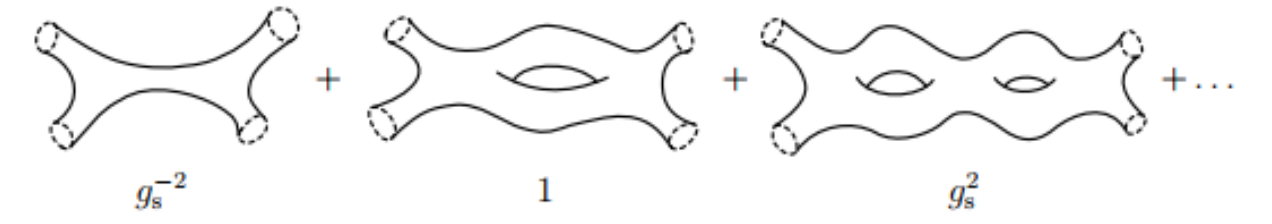 + + + ...
g_s^{-2} 1 g_s^2